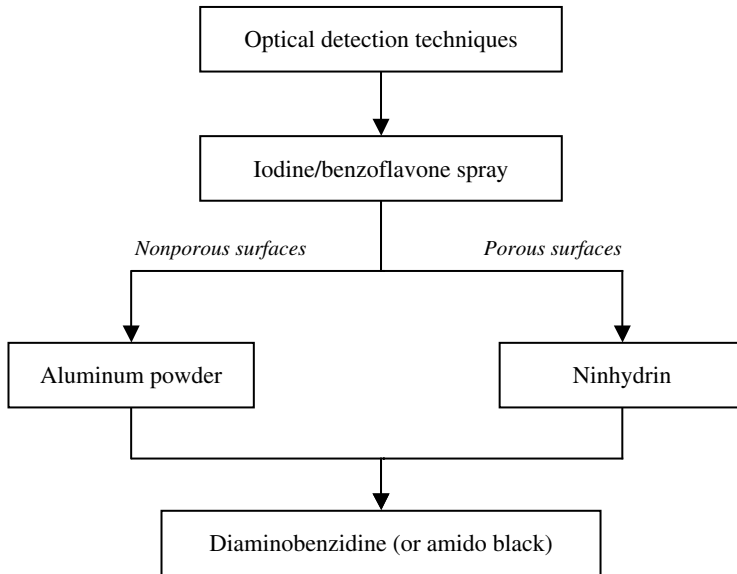 Optical detection techniques
Iodine/benzoflavone spray
Nonporous surfaces
Porous surfaces
Aluminum powder
Ninhydrin
Diaminobenzidine (or amido black)